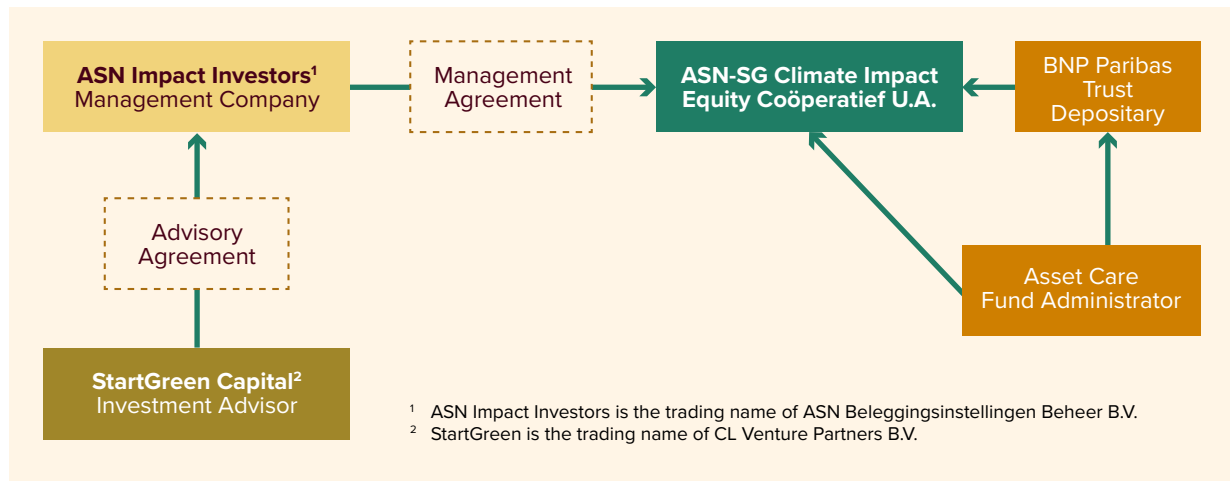 ASN Impact Investors¹
Management Company
Management
Agreement
ASN-SG Climate Impact
Equity Coöperatief U.A.
BNP Paribas
Trust
Depositary
Advisory
Agreement
Asset Care
Fund Administrator
StartGreen Capital²
Investment Advisor
¹ ASN Impact Investors is the trading name of ASN Beleggingsinstellingen Beheer B.V.
² StartGreen is the trading name of CL Venture Partners B.V.